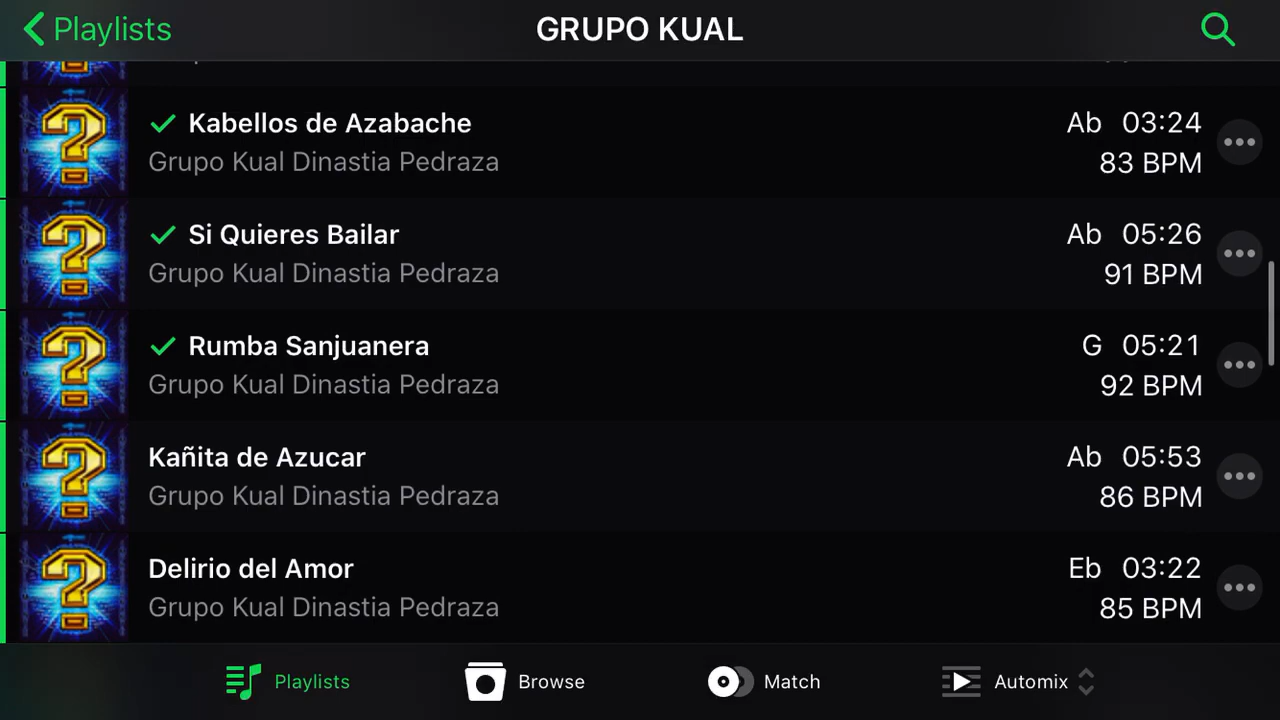 Playlists
GRUPO KUAL
Kabellos de Azabache Ab 03:24
Grupo Kual Dinastia Pedraza 83 BPM
Si Quieres Bailar Ab 05:26
Grupo Kual Dinastia Pedraza 91 BPM
Rumba Sanjuanera G 05:21
Grupo Kual Dinastia Pedraza 92 BPM
Kañita de Azucar Ab 05:53
Grupo Kual Dinastia Pedraza 86 BPM
Delirio del Amor Eb 03:22
Grupo Kual Dinastia Pedraza 85 BPM
Playlists Browse Match Automix